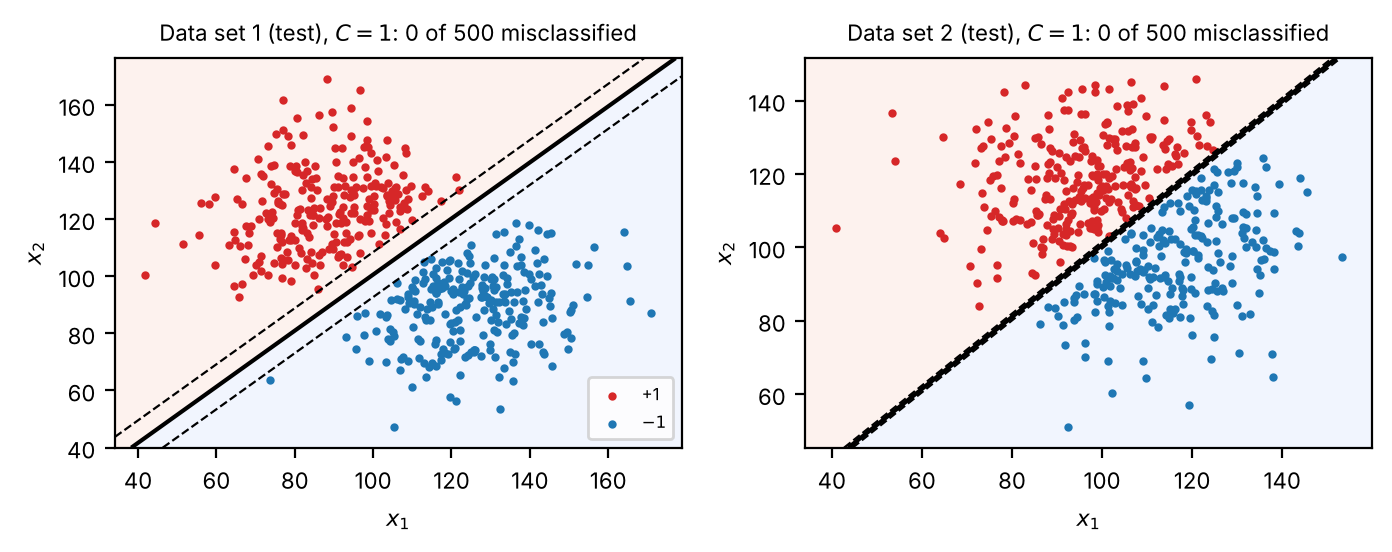 Data set 1 (test), C = 1: 0 of 500 misclassified
160
140
120
100
80
60
40
x₂
40 60 80 100 120 140 160
x₁
+1
−1
Data set 2 (test), C = 1: 0 of 500 misclassified
140
120
100
80
60
x₂
40 60 80 100 120 140
x₁